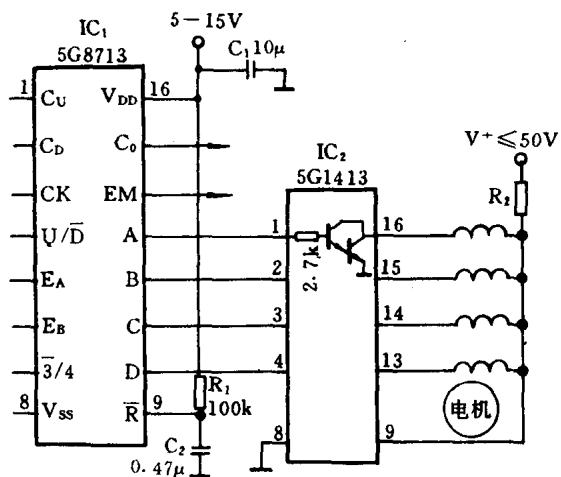 IC₁
5G8713
5-15V
C₁ 10μ
1 C_U V_DD 16
C_D C₀
CK EM
U/D̅ A
E_A B
E_B C
3̅/4 D
8 V_SS R̅ 9
R₁
100k
C₂
0.47μ
IC₂
5G1413
1 16
2 15
3 14
4 13
8 9
2.7k
V⁺≤50V
R₂
电机